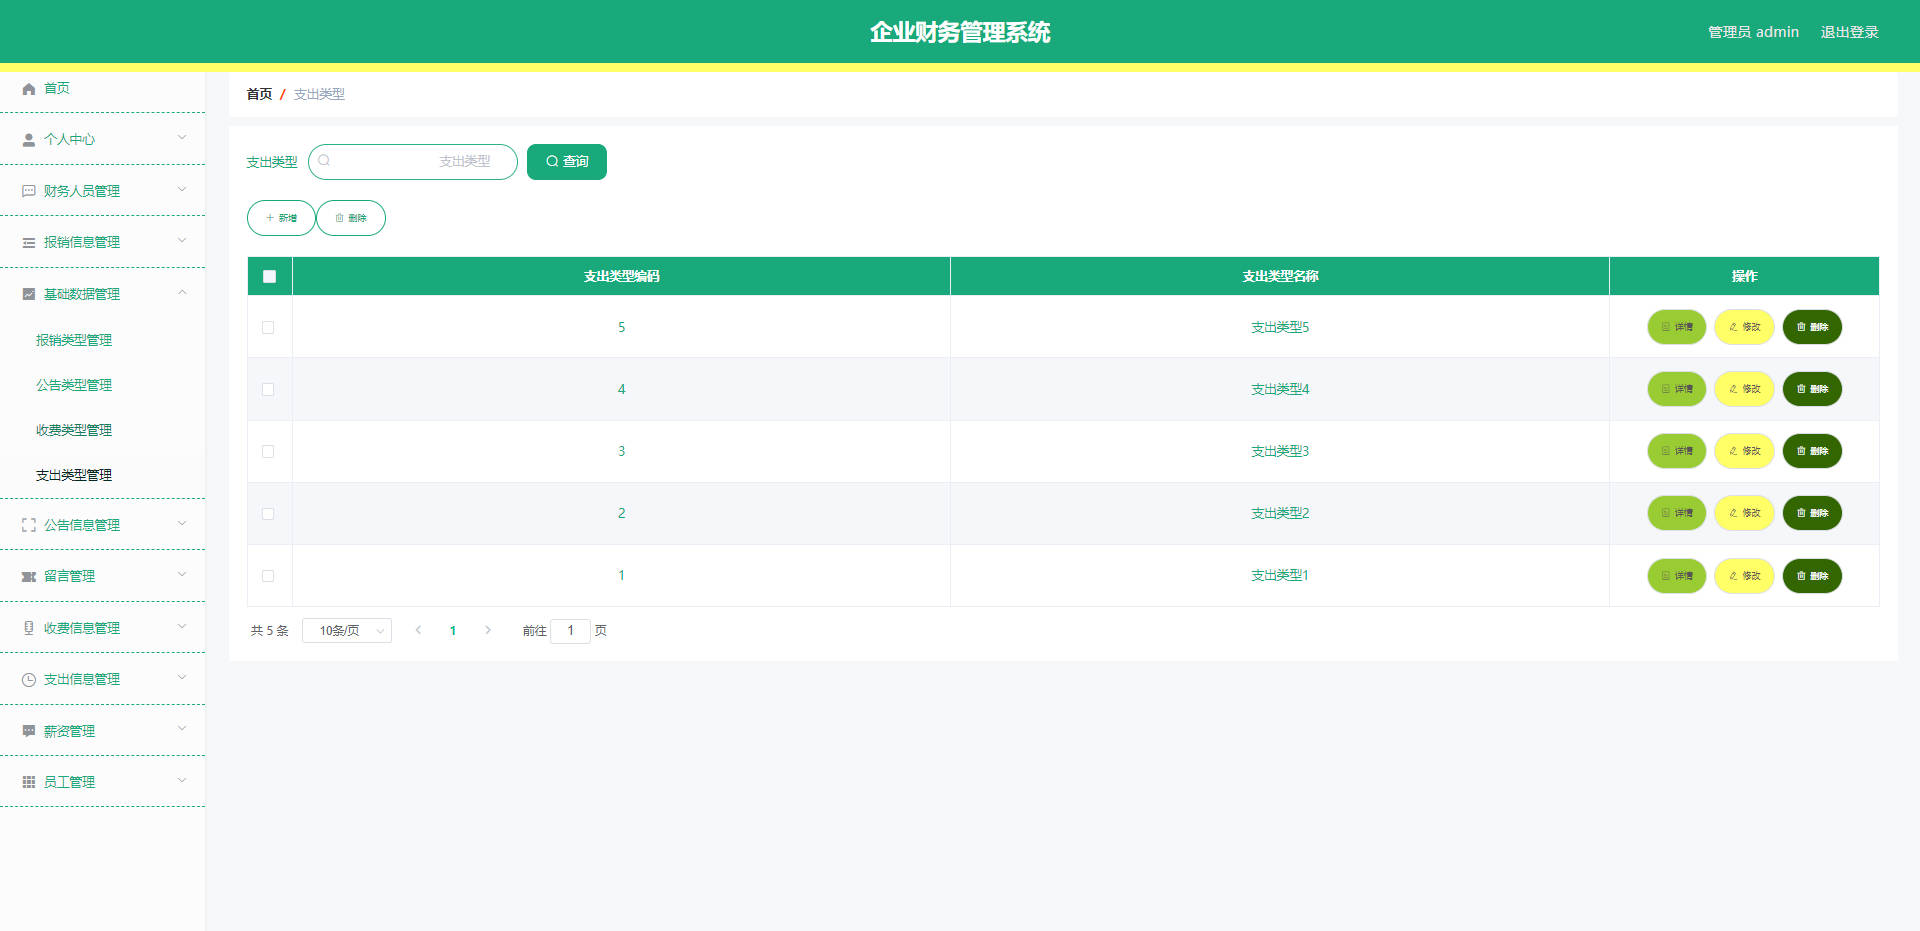 企业财务管理系统
管理员 admin 退出登录
首页
个人中心
财务人员管理
报销信息管理
基础数据管理
报销类型管理
公告类型管理
收费类型管理
支出类型管理
公告信息管理
留言管理
收费信息管理
支出信息管理
薪资管理
员工管理
首页 / 支出类型
支出类型 支出类型 查询
新增 删除
支出类型编码 支出类型名称 操作
5 支出类型5 详情 修改 删除
4 支出类型4 详情 修改 删除
3 支出类型3 详情 修改 删除
2 支出类型2 详情 修改 删除
1 支出类型1 详情 修改 删除
共 5 条 10条/页 1 前往 1 页